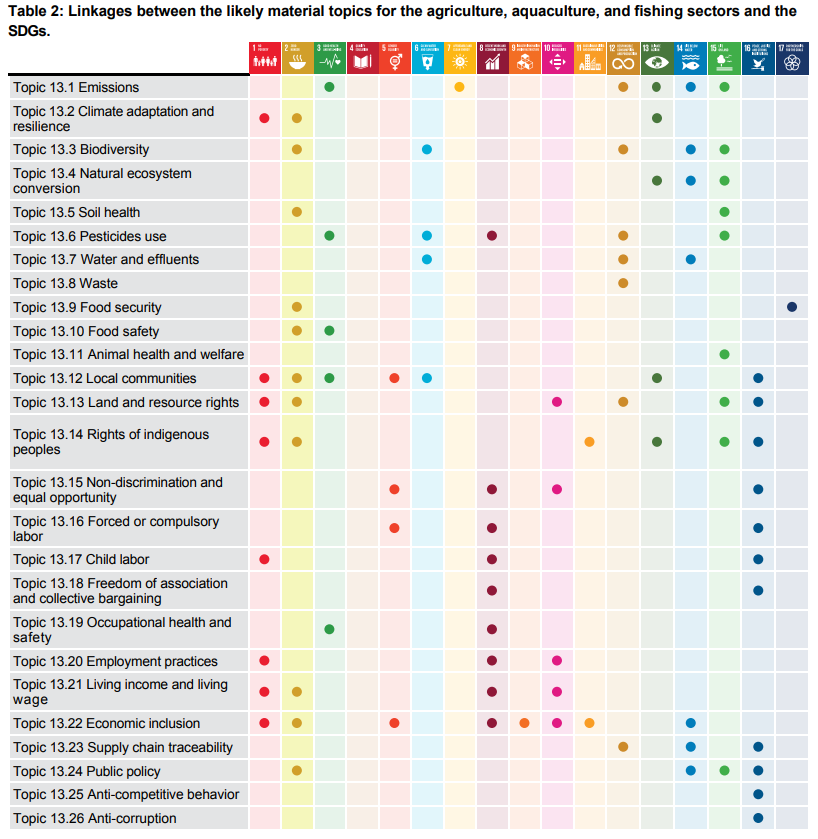 Table 2: Linkages between the likely material topics for the agriculture, aquaculture, and fishing sectors and the
SDGs.
1 2 3 4 5 6 7 8 9 10 11 12 13 14 15 16 17
Topic 13.1 Emissions
Topic 13.2 Climate adaptation and
resilience
Topic 13.3 Biodiversity
Topic 13.4 Natural ecosystem
conversion
Topic 13.5 Soil health
Topic 13.6 Pesticides use
Topic 13.7 Water and effluents
Topic 13.8 Waste
Topic 13.9 Food security
Topic 13.10 Food safety
Topic 13.11 Animal health and welfare
Topic 13.12 Local communities
Topic 13.13 Land and resource rights
Topic 13.14 Rights of indigenous
peoples
Topic 13.15 Non-discrimination and
equal opportunity
Topic 13.16 Forced or compulsory
labor
Topic 13.17 Child labor
Topic 13.18 Freedom of association
and collective bargaining
Topic 13.19 Occupational health and
safety
Topic 13.20 Employment practices
Topic 13.21 Living income and living
wage
Topic 13.22 Economic inclusion
Topic 13.23 Supply chain traceability
Topic 13.24 Public policy
Topic 13.25 Anti-competitive behavior
Topic 13.26 Anti-corruption